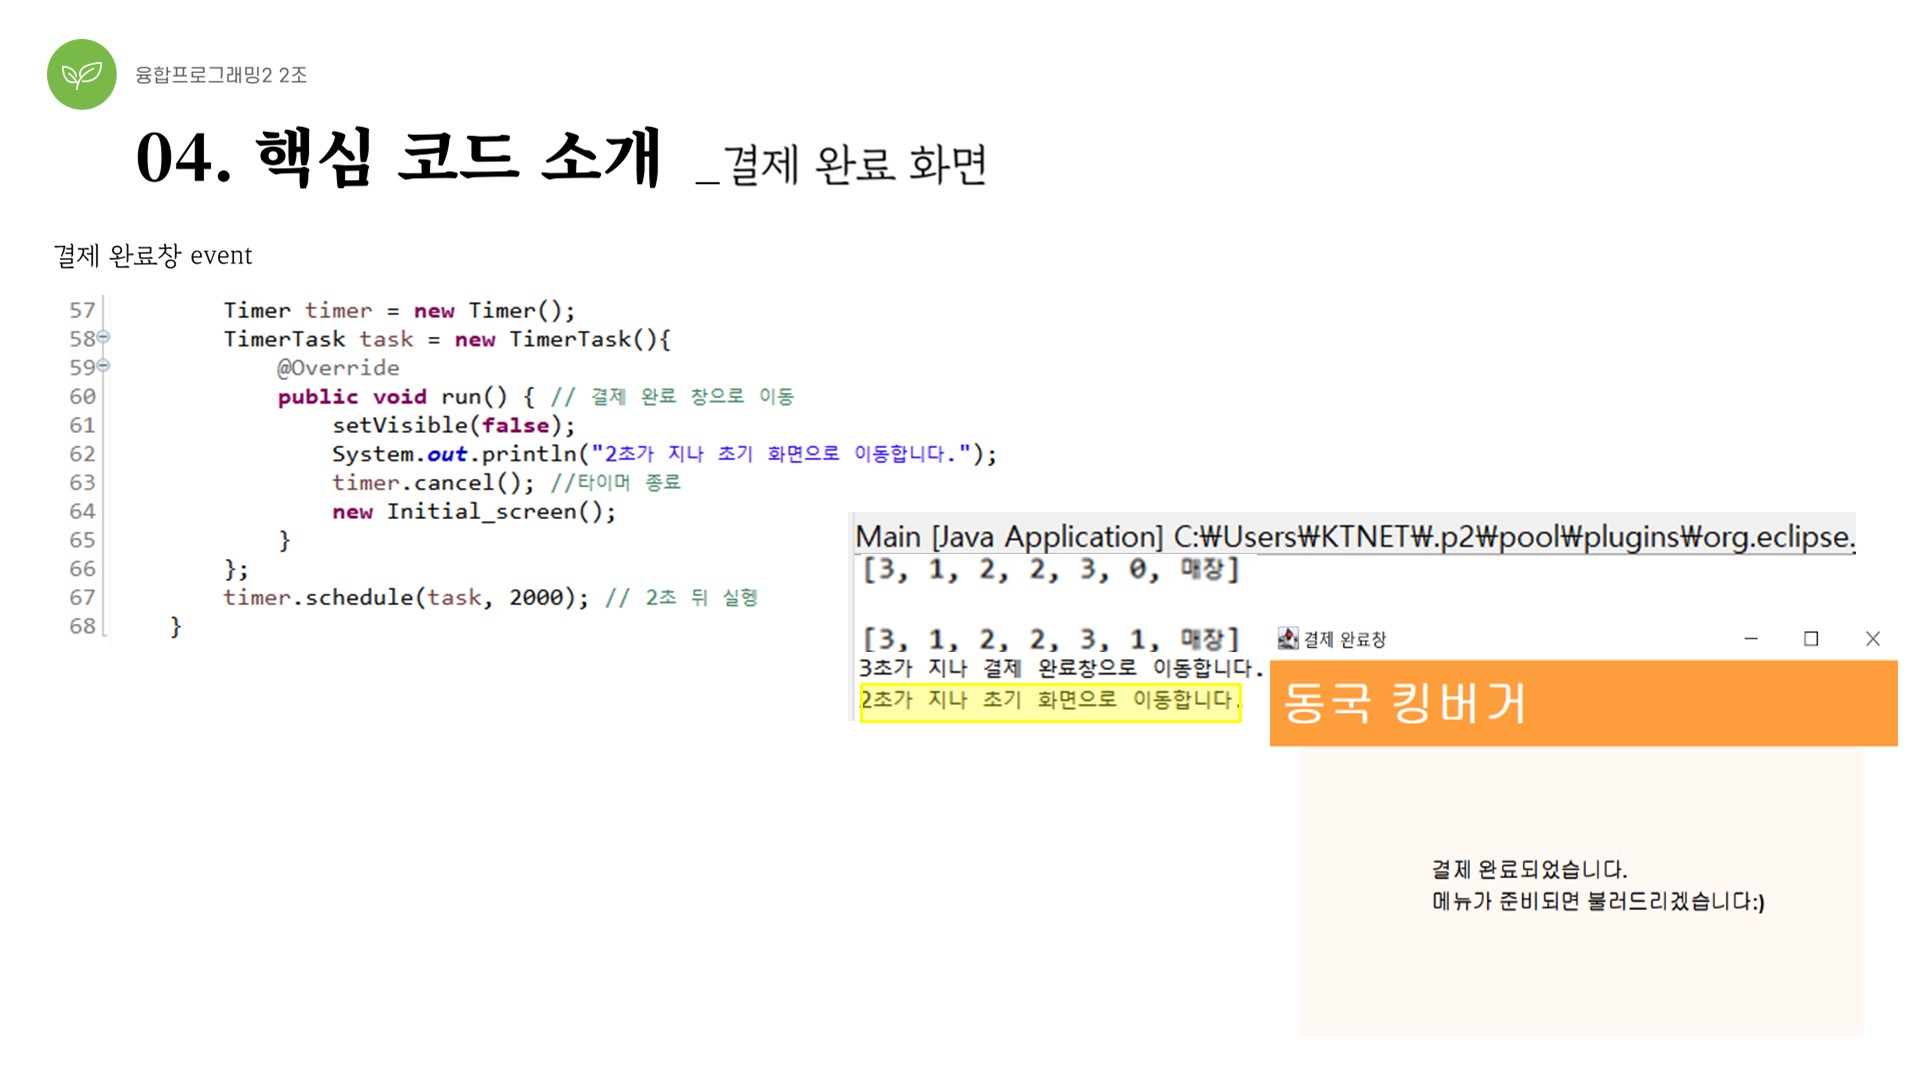 융합프로그래밍2 2조
04. 핵심 코드 소개 _결제 완료 화면
결제 완료창 event
57 Timer timer = new Timer();
58 TimerTask task = new TimerTask(){
59 @Override
60 public void run() { // 결제 완료 창으로 이동
61 setVisible(false);
62 System.out.println("2초가 지나 초기 화면으로 이동합니다.");
63 timer.cancel(); //타이머 종료
64 new Initial_screen();
65 }
66 };
67 timer.schedule(task, 2000); // 2초 뒤 실행
68 }
Main [Java Application] C:₩Users₩KTNET₩.p2₩pool₩plugins₩org.eclipse.
[3, 1, 2, 2, 3, 0, 매장]
[3, 1, 2, 2, 3, 1, 매장]
3초가 지나 결제 완료창으로 이동합니다.
2초가 지나 초기 화면으로 이동합니다.
결제 완료창
동국 킹버거
결제 완료되었습니다.
메뉴가 준비되면 불러드리겠습니다:)